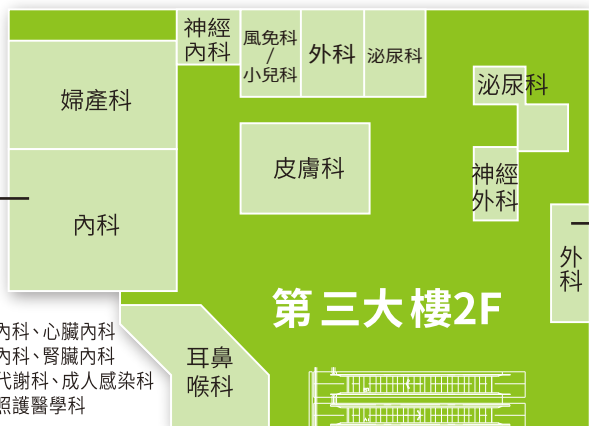 神經
內科
風免科
/
小兒科
外科
泌尿科
泌尿科
婦產科
皮膚科
神經
外科
內科
外
科
第三大樓2F
內科、心臟內科
內科、腎臟內科
代謝科、成人感染科
照護醫學科
耳鼻
喉科